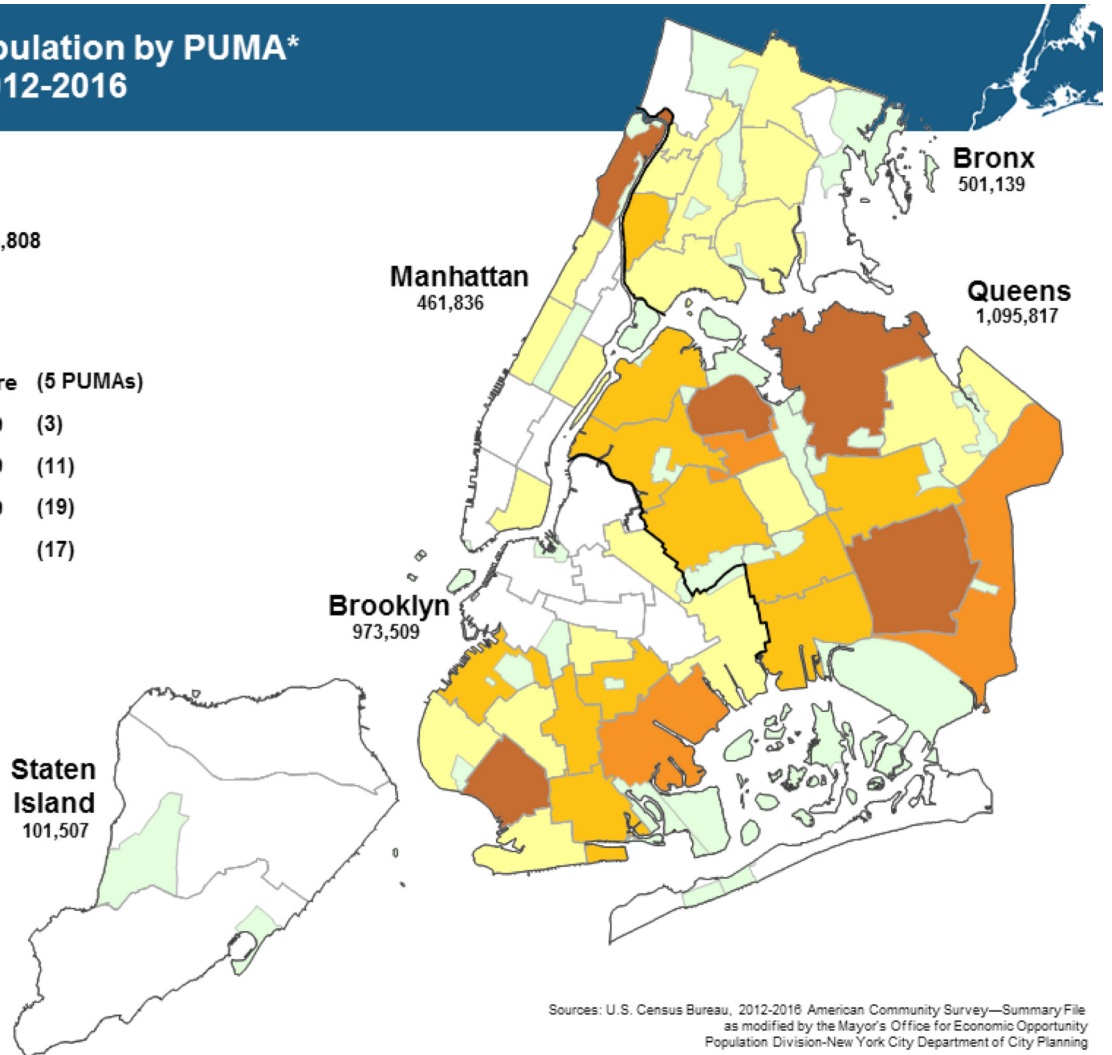 pulation by PUMA*
012-2016
,808
re (5 PUMAs)
(3)
(11)
(19)
(17)
Bronx
501,139
Manhattan
461,836
Queens
1,095,817
Brooklyn
973,509
Staten
Island
101,507
Sources: U.S. Census Bureau, 2012-2016 American Community Survey—Summary File
as modified by the Mayor's Office for Economic Opportunity
Population Division-New York City Department of City Planning